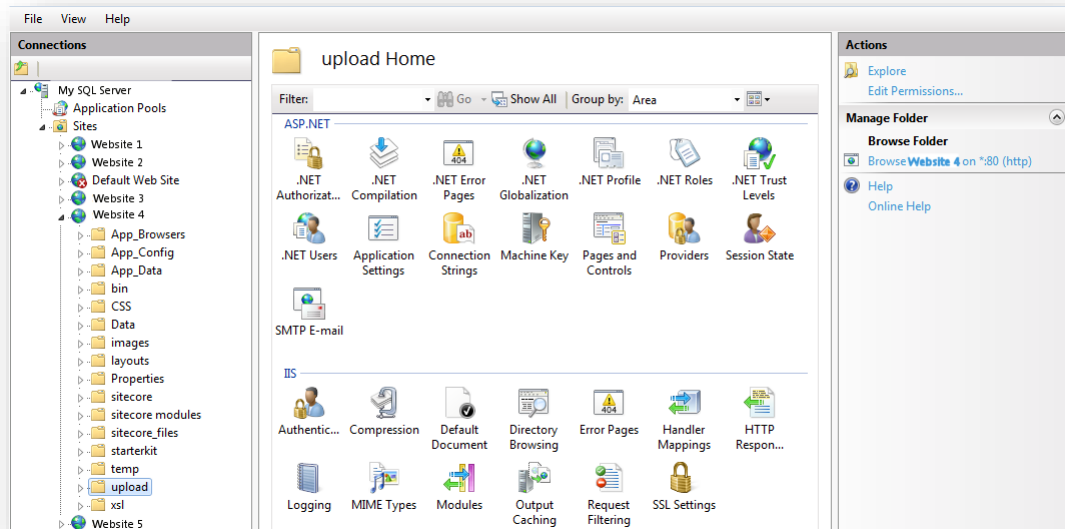 File View Help
Connections
My SQL Server
Application Pools
Sites
Website 1
Website 2
Default Web Site
Website 3
Website 4
App_Browsers
App_Config
App_Data
bin
CSS
Data
images
layouts
Properties
sitecore
sitecore modules
sitecore_files
starterkit
temp
upload
xsl
Website 5
upload Home
Filter: Go Show All Group by: Area
ASP.NET
.NET .NET .NET Error .NET .NET Profile .NET Roles .NET Trust
Authorizat... Compilation Pages Globalization Levels
.NET Users Application Connection Machine Key Pages and Providers Session State
Settings Strings Controls
SMTP E-mail
IIS
404
Authentic... Compression Default Directory Error Pages Handler HTTP
Document Browsing Mappings Respon...
Logging MIME Types Modules Output Request SSL Settings
Caching Filtering
Actions
Explore
Edit Permissions...
Manage Folder
Browse Folder
Browse Website 4 on *:80 (http)
Help
Online Help